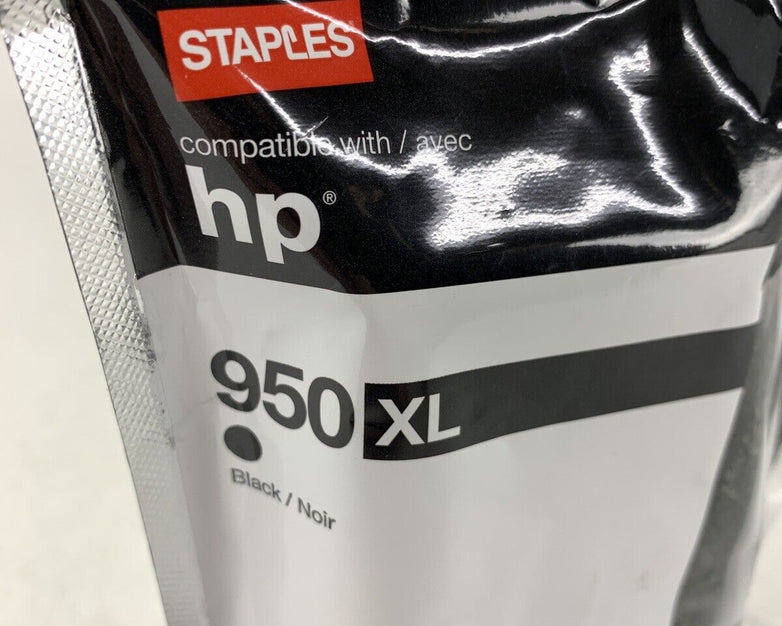 STAPLES
compatible with / avec
hp®
950 XL
Black / Noir